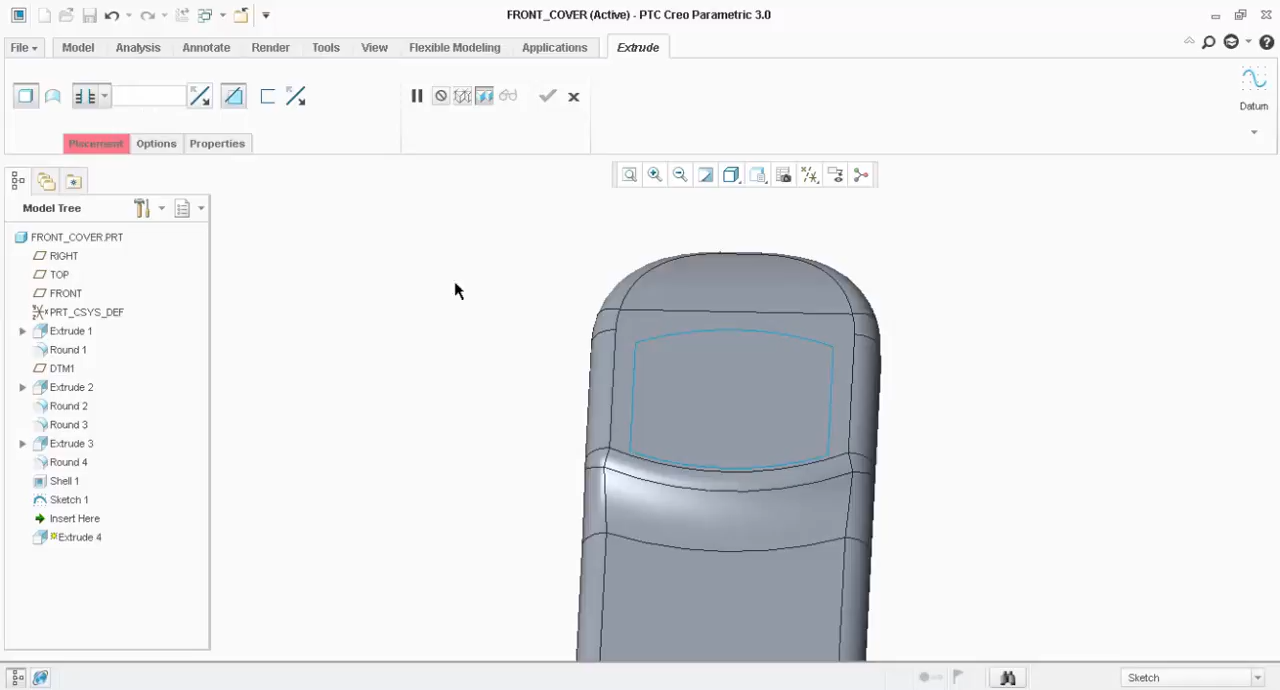 FRONT_COVER (Active) - PTC Creo Parametric 3.0
File Model Analysis Annotate Render Tools View Flexible Modeling Applications Extrude
Datum
Placement Options Properties
Model Tree
FRONT_COVER.PRT
RIGHT
TOP
FRONT
PRT_CSYS_DEF
Extrude 1
Round 1
DTM1
Extrude 2
Round 2
Round 3
Extrude 3
Round 4
Shell 1
Sketch 1
Insert Here
Extrude 4
Sketch